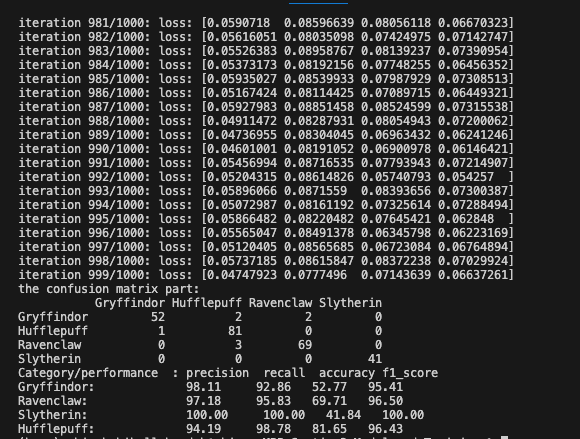 iteration 981/1000: loss: [0.0590718  0.08596639 0.08056118 0.06670323]
iteration 982/1000: loss: [0.05616051 0.08035098 0.07424975 0.07142747]
iteration 983/1000: loss: [0.05526383 0.08958767 0.08139237 0.07390954]
iteration 984/1000: loss: [0.05373173 0.08192156 0.07748255 0.06456352]
iteration 985/1000: loss: [0.05935027 0.08539933 0.07987929 0.07308513]
iteration 986/1000: loss: [0.05167424 0.08114425 0.07089715 0.06449321]
iteration 987/1000: loss: [0.05927983 0.08851458 0.08524599 0.07315538]
iteration 988/1000: loss: [0.04911472 0.08287931 0.08054943 0.07200062]
iteration 989/1000: loss: [0.04736955 0.08304045 0.06963432 0.06241246]
iteration 990/1000: loss: [0.04601001 0.08191052 0.06900978 0.06146421]
iteration 991/1000: loss: [0.05456994 0.08716535 0.07793943 0.07214907]
iteration 992/1000: loss: [0.05204315 0.08614826 0.05740793 0.054257  ]
iteration 993/1000: loss: [0.05896066 0.0871559  0.08393656 0.07300387]
iteration 994/1000: loss: [0.05072987 0.08161192 0.07325614 0.07288494]
iteration 995/1000: loss: [0.05866482 0.08220482 0.07645421 0.062848  ]
iteration 996/1000: loss: [0.05565047 0.08491378 0.06345798 0.06223169]
iteration 997/1000: loss: [0.05120405 0.08565685 0.06723084 0.06764894]
iteration 998/1000: loss: [0.05737185 0.08615847 0.08372238 0.07029924]
iteration 999/1000: loss: [0.04747923 0.0777496  0.07143639 0.06637261]
the confusion matrix part:
Gryffindor Hufflepuff Ravenclaw Slytherin
Gryffindor 52 2 2 0
Hufflepuff 1 81 0 0
Ravenclaw 0 3 69 0
Slytherin 0 0 0 41
Category/performance  : precision   recall  accuracy f1_score
Gryffindor: 98.11 92.86 52.77 95.41
Ravenclaw: 97.18 95.83 69.71 96.50
Slytherin: 100.00 100.00 41.84 100.00
Hufflepuff: 94.19 98.78 81.65 96.43